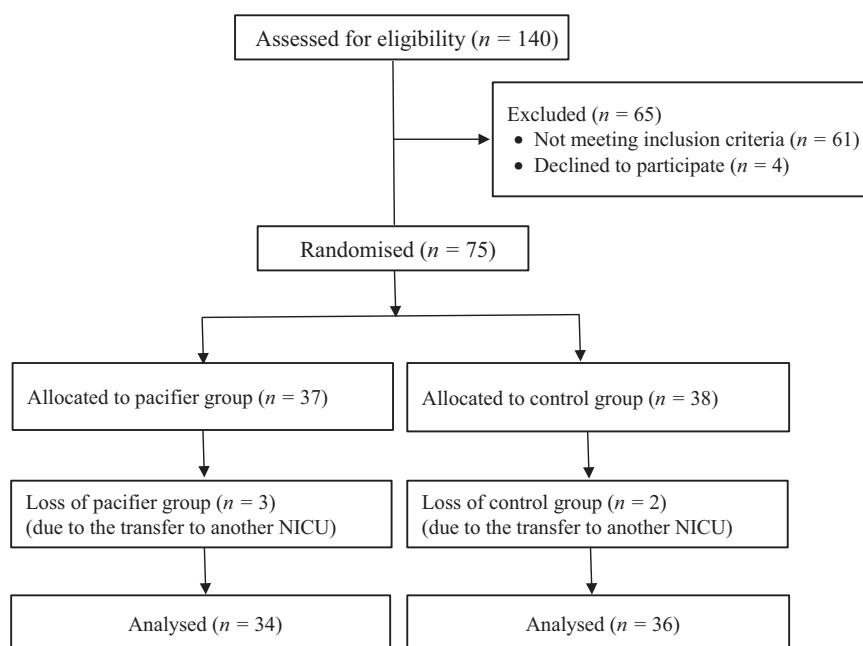 Assessed for eligibility (n = 140)
Excluded (n = 65)
• Not meeting inclusion criteria (n = 61)
• Declined to participate (n = 4)
Randomised (n = 75)
Allocated to pacifier group (n = 37)
Allocated to control group (n = 38)
Loss of pacifier group (n = 3)
(due to the transfer to another NICU)
Loss of control group (n = 2)
(due to the transfer to another NICU)
Analysed (n = 34)
Analysed (n = 36)